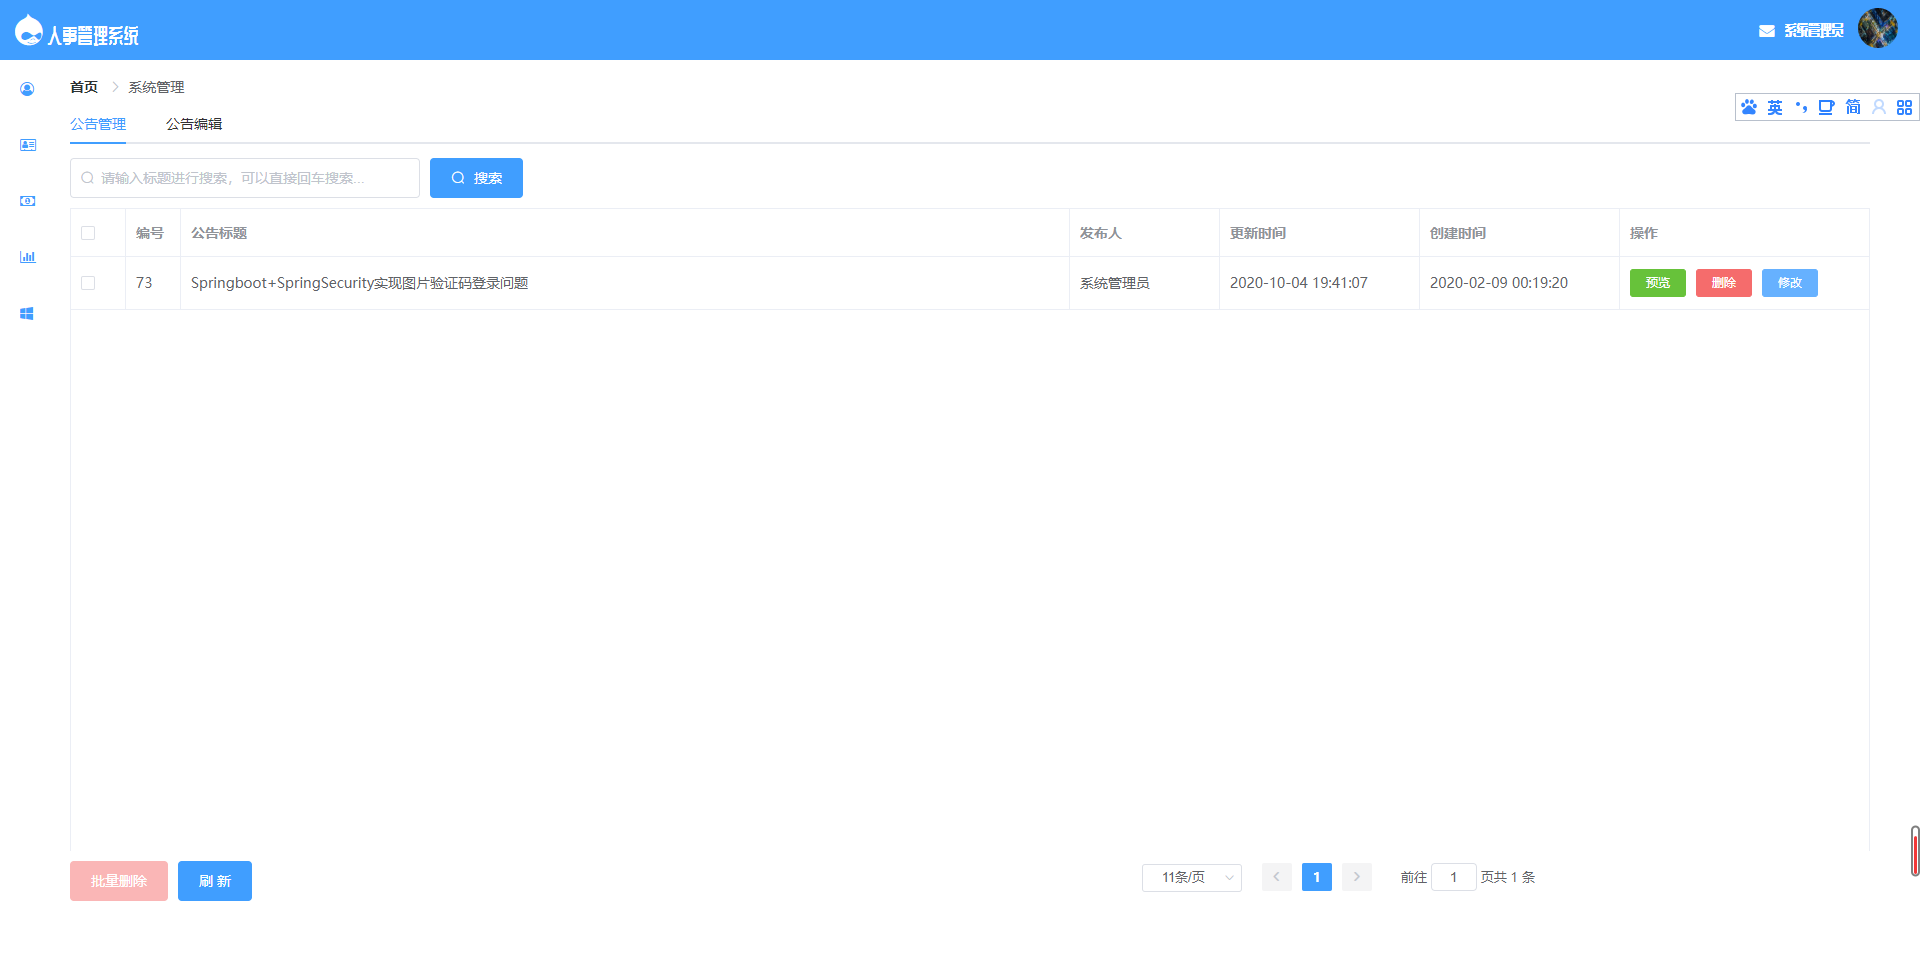 人事管理系统
系统管理员
首页 系统管理
英 简
公告管理 公告编辑
请输入标题进行搜索，可以直接回车搜索...
搜索
编号 公告标题 发布人 更新时间 创建时间 操作
73 Springboot+SpringSecurity实现图片验证码登录问题 系统管理员 2020-10-04 19:41:07 2020-02-09 00:19:20 预览 删除 修改
批量删除 刷 新 11条/页 1 前往 1 页共 1 条